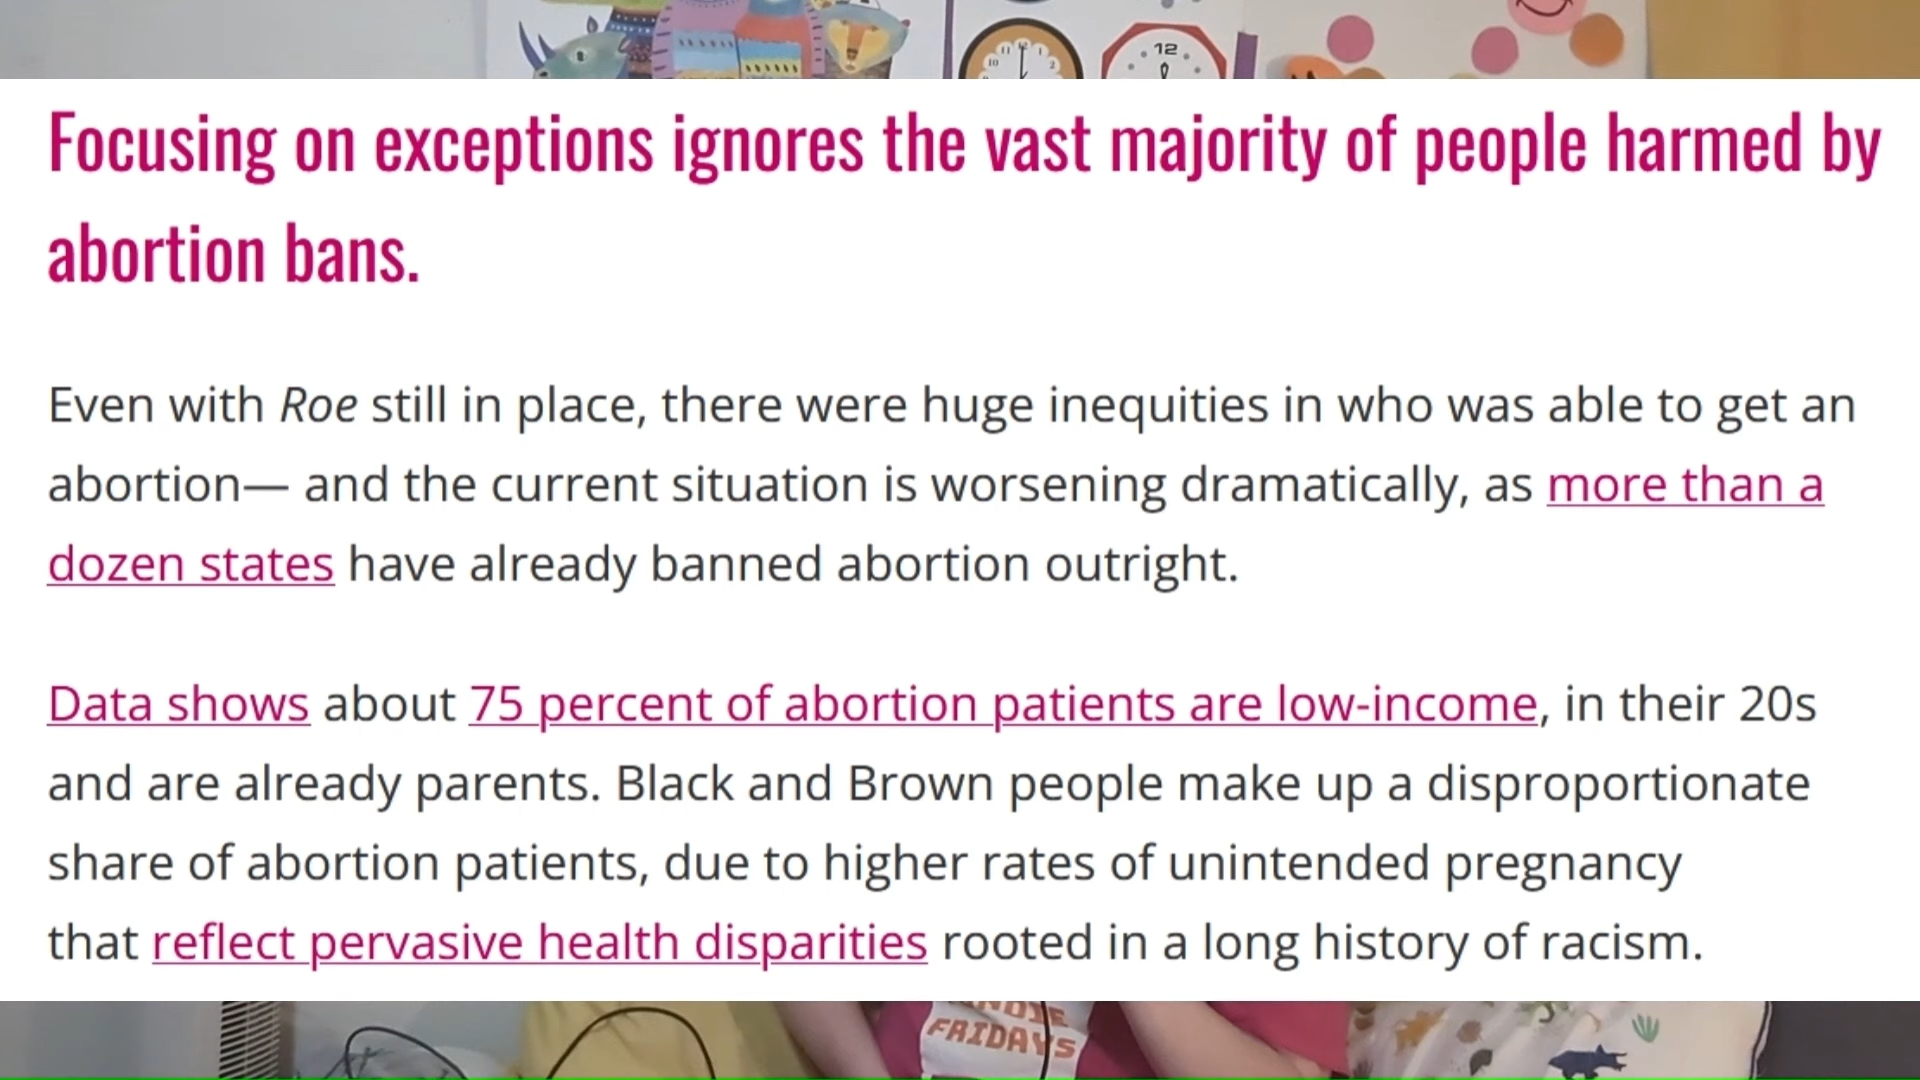 12
Focusing on exceptions ignores the vast majority of people harmed by
abortion bans.
Even with Roe still in place, there were huge inequities in who was able to get an
abortion— and the current situation is worsening dramatically, as more than a
dozen states have already banned abortion outright.
Data shows about 75 percent of abortion patients are low-income, in their 20s
and are already parents. Black and Brown people make up a disproportionate
share of abortion patients, due to higher rates of unintended pregnancy
that reflect pervasive health disparities rooted in a long history of racism.
FRIDAYS